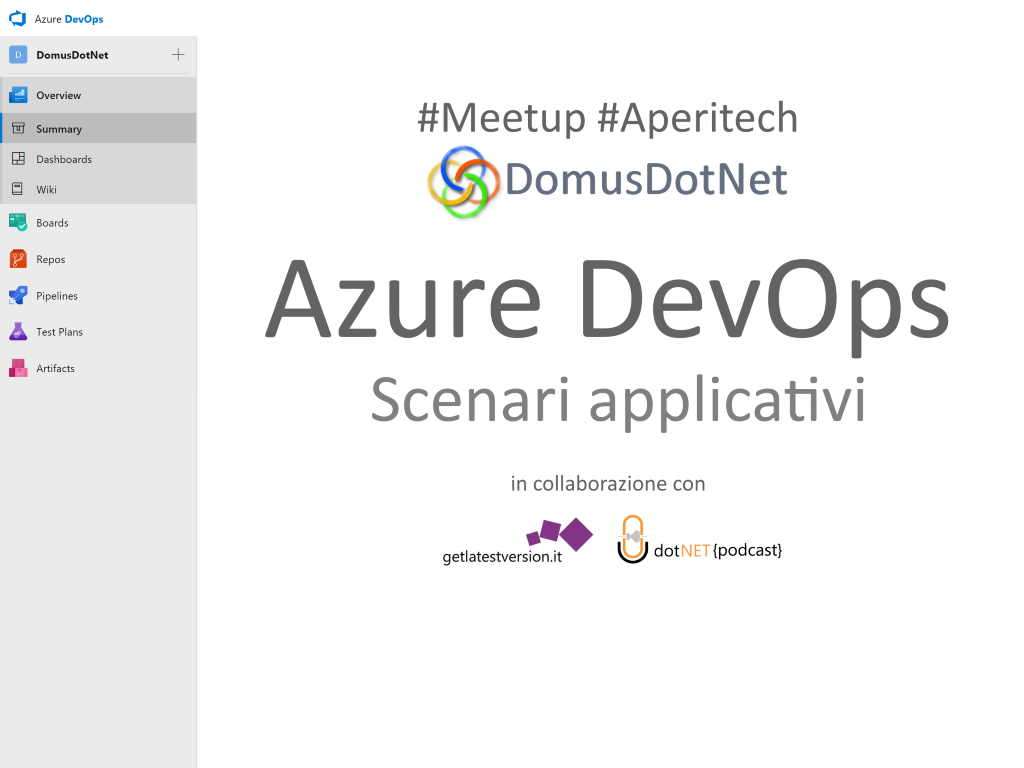 Azure DevOps
D DomusDotNet
Overview
Summary
Dashboards
Wiki
Boards
Repos
Pipelines
Test Plans
Artifacts
#Meetup #Aperitech
DomusDotNet
Azure DevOps
Scenari applicativi
in collaborazione con
getlatestversion.it
dotNET{podcast}